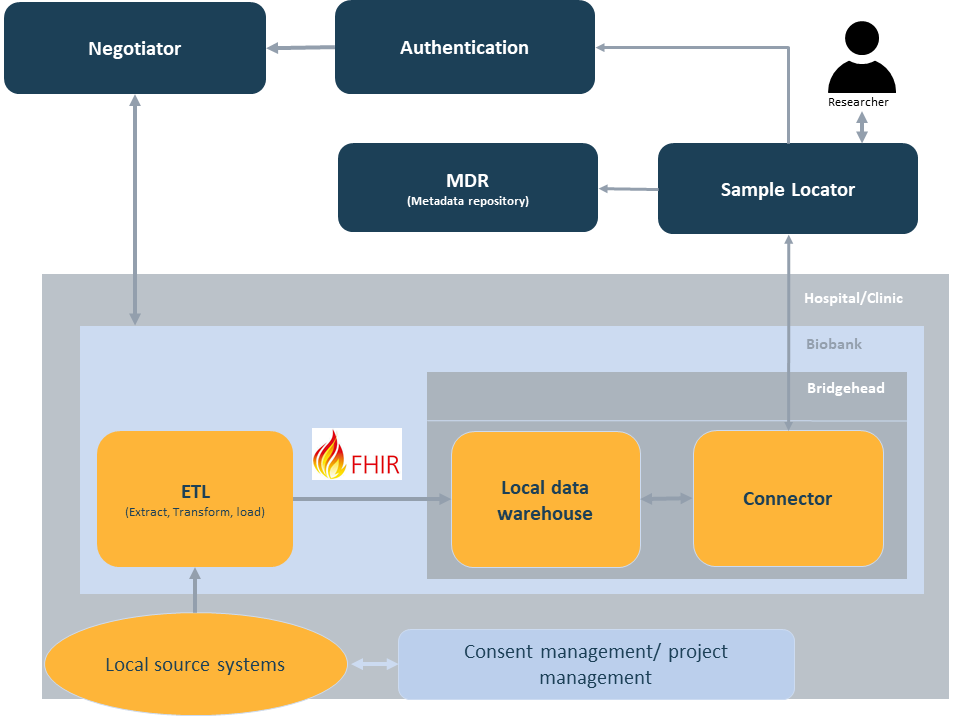 Negotiator
Authentication
Researcher
MDR
(Metadata repository)
Sample Locator
Hospital/Clinic
Biobank
Bridgehead
FHIR
ETL
(Extract, Transform, load)
Local data
warehouse
Connector
Local source systems
Consent management/ project
management